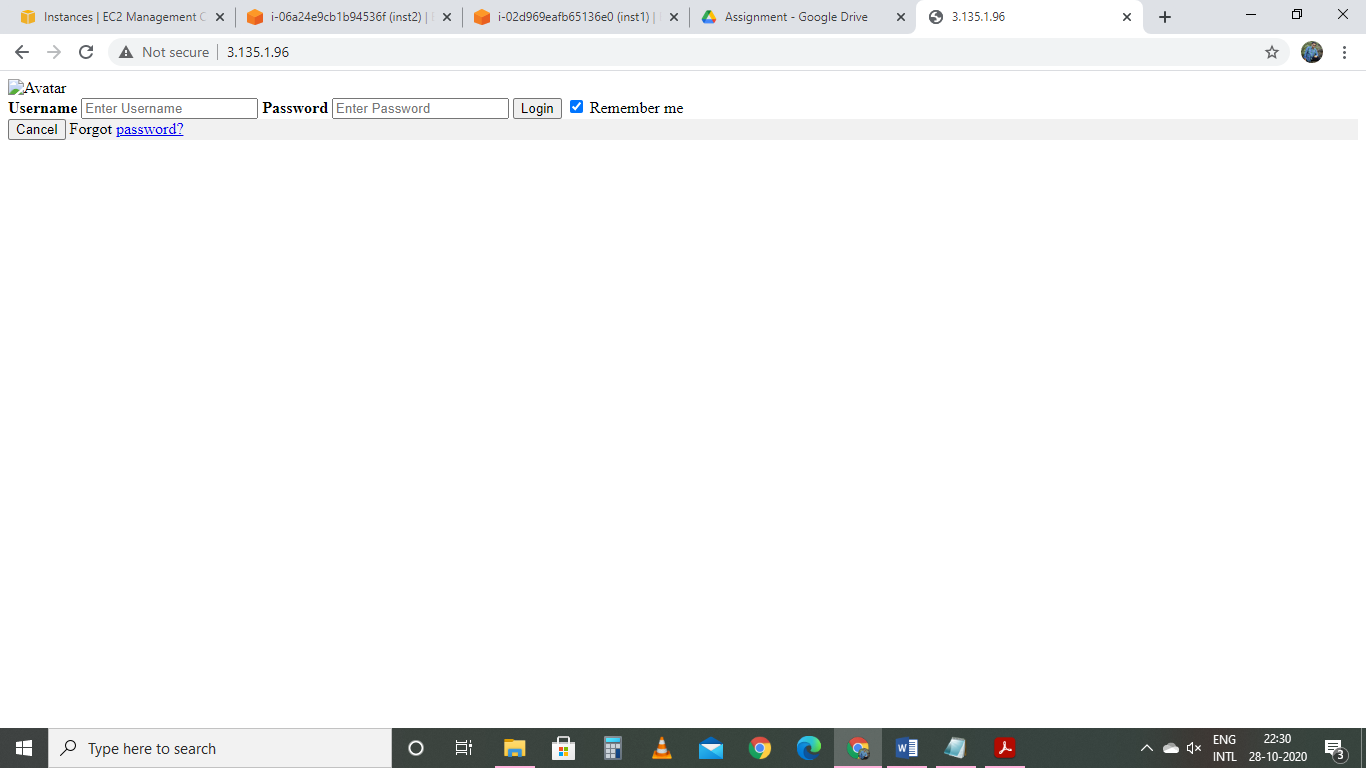 Instances | EC2 Management C
i-06a24e9cb1b94536f (inst2) |
i-02d969eafb65136e0 (inst1) |
Assignment - Google Drive
3.135.1.96
Not secure 3.135.1.96
Avatar
Username Enter Username Password Enter Password Login Remember me
Cancel Forgot password?
Type here to search
ENG
INTL
22:30
28-10-2020
3